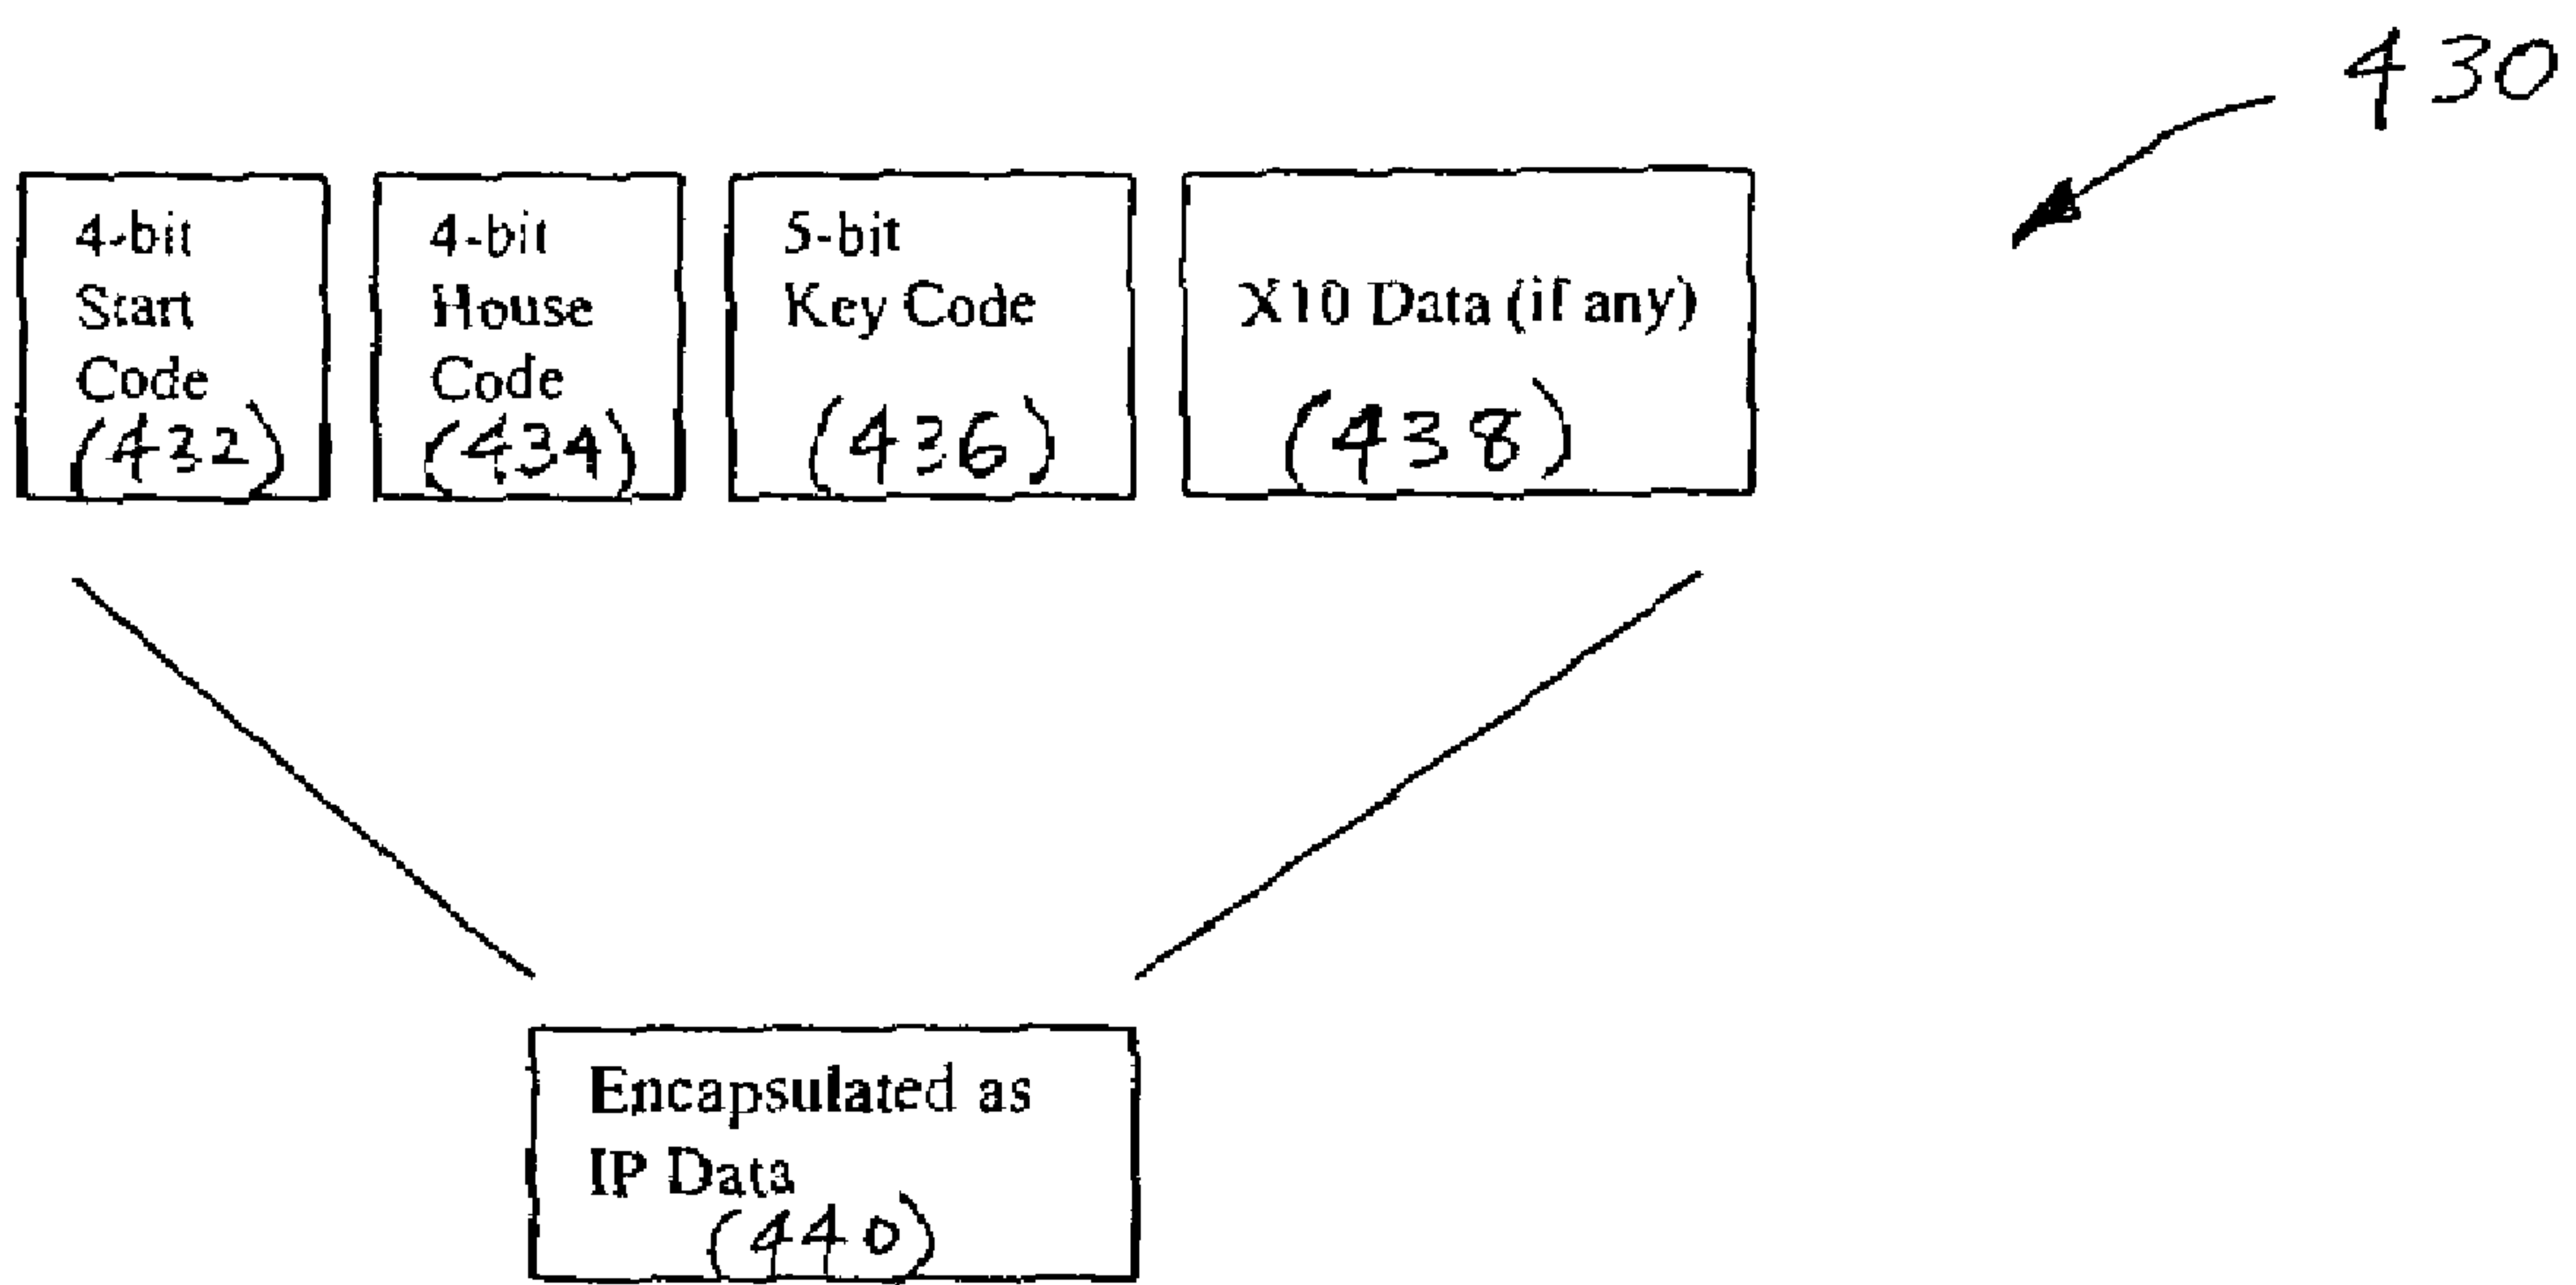 430
4-bit
Start
Code
(432)
4-bit
House
Code
(434)
5-bit
Key Code
(436)
X10 Data (if any)
(438)
Encapsulated as
IP Data
(440)